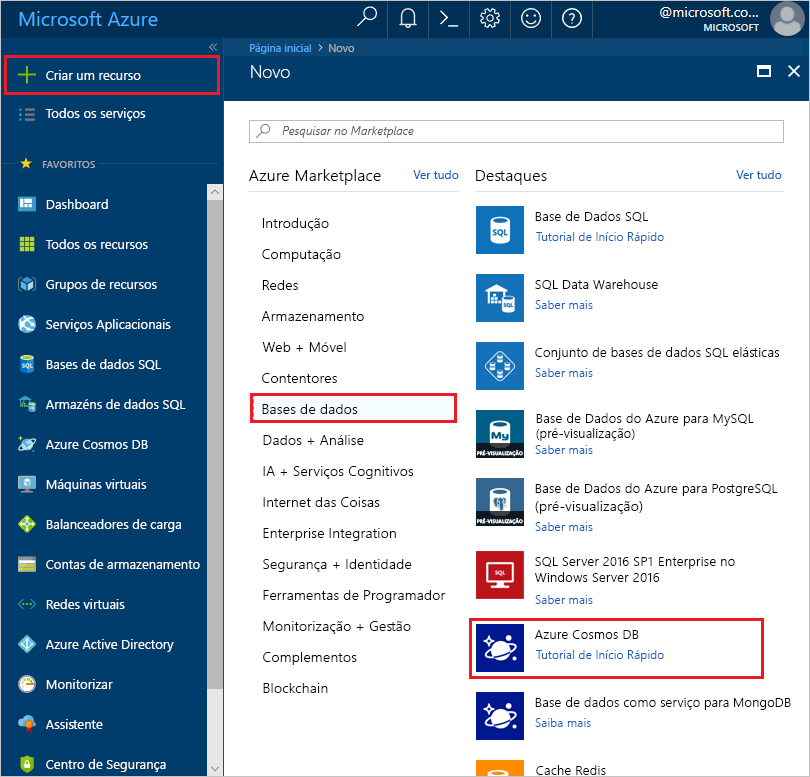 Microsoft Azure
@microsoft.co...
MICROSOFT
Criar um recurso
Todos os serviços
FAVORITOS
Dashboard
Todos os recursos
Grupos de recursos
Serviços Aplicacionais
Bases de dados SQL
Armazéns de dados SQL
Azure Cosmos DB
Máquinas virtuais
Balanceadores de carga
Contas de armazenamento
Redes virtuais
Azure Active Directory
Monitorizar
Assistente
Centro de Segurança
Página inicial > Novo
Novo
Pesquisar no Marketplace
Azure Marketplace
Ver tudo
Introdução
Computação
Redes
Armazenamento
Web + Móvel
Contentores
Bases de dados
Dados + Análise
IA + Serviços Cognitivos
Internet das Coisas
Enterprise Integration
Segurança + Identidade
Ferramentas de Programador
Monitorização + Gestão
Complementos
Blockchain
Destaques
Ver tudo
SQL
Base de Dados SQL
Tutorial de Início Rápido
SQL
SQL Data Warehouse
Saber mais
Conjunto de bases de dados SQL elásticas
Saber mais
My
PRÉ-VISUALIZAÇÃO
Base de Dados do Azure para MySQL
(pré-visualização)
Saber mais
PRÉ-VISUALIZAÇÃO
Base de Dados do Azure para PostgreSQL
(pré-visualização)
Saber mais
SQL
SQL Server 2016 SP1 Enterprise no
Windows Server 2016
Saber mais
Azure Cosmos DB
Tutorial de Início Rápido
Base de dados como serviço para MongoDB
Saiba mais
Cache Redis